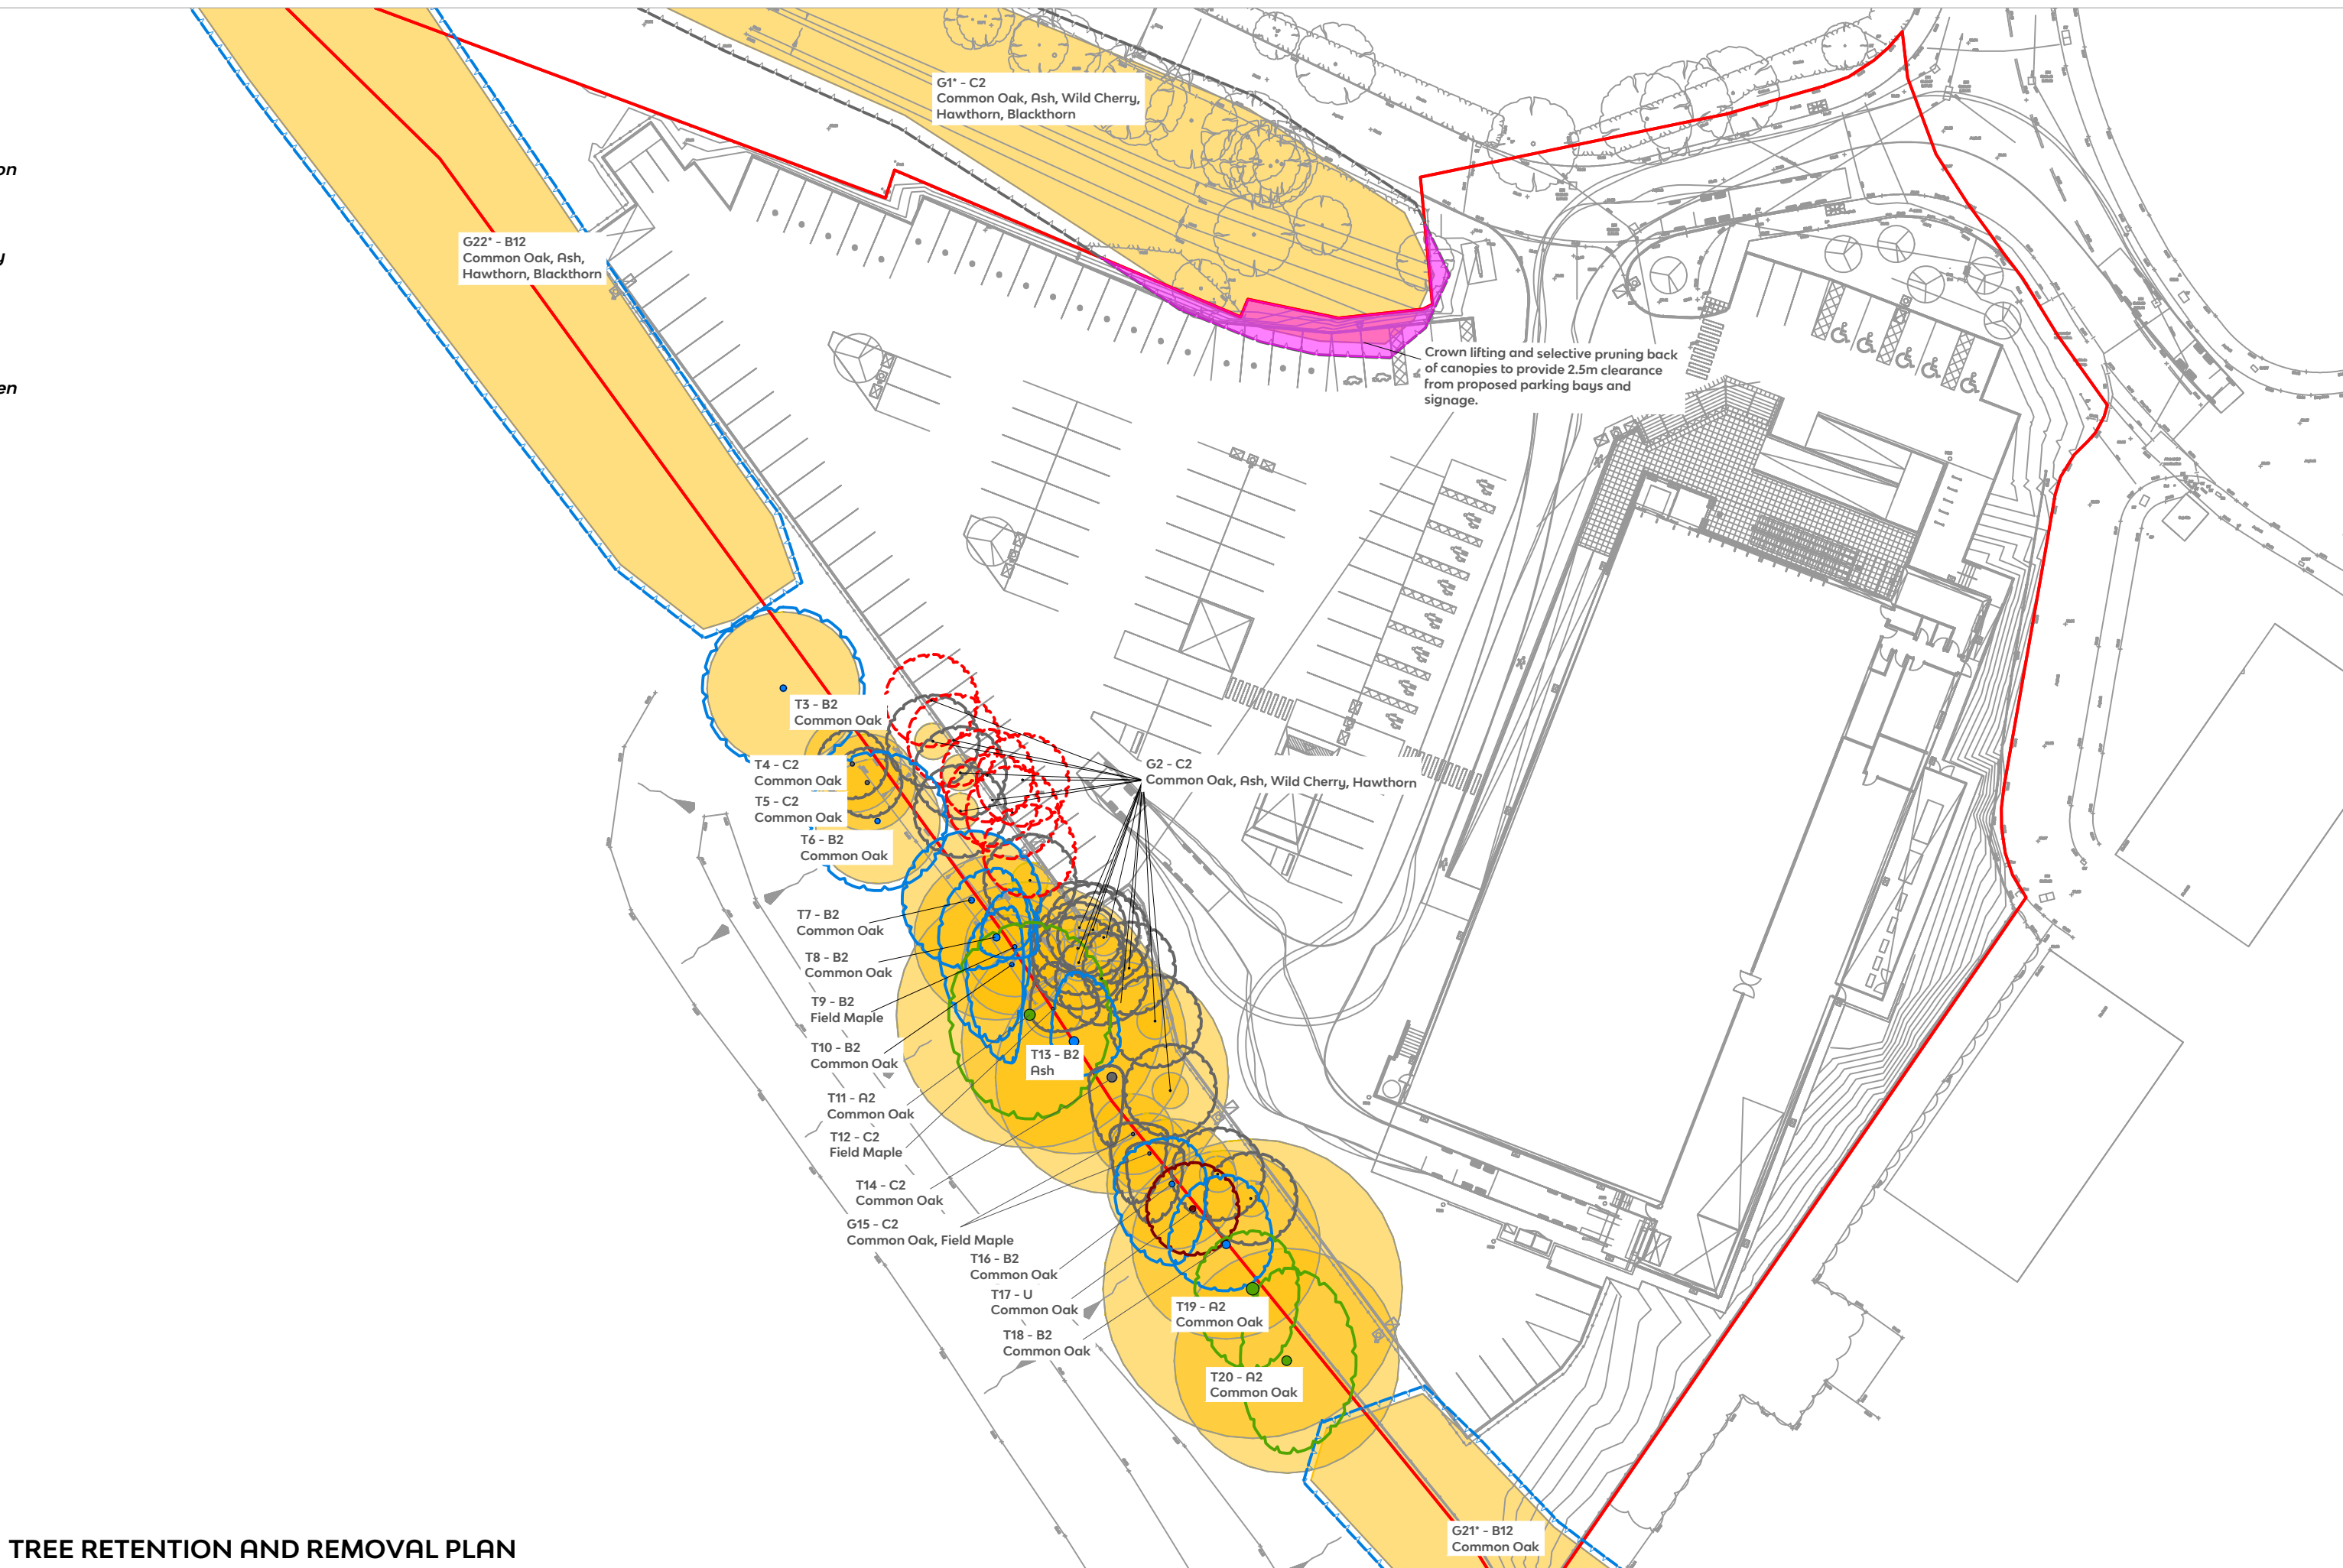 on
y
en
G1* - C2
Common Oak, Ash, Wild Cherry,
Hawthorn, Blackthorn
G22* - B12
Common Oak, Ash,
Hawthorn, Blackthorn
Crown lifting and selective pruning back
of canopies to provide 2.5m clearance
from proposed parking bays and
signage.
T3 - B2
Common Oak
T4 - C2
Common Oak
T5 - C2
Common Oak
T6 - B2
Common Oak
G2 - C2
Common Oak, Ash, Wild Cherry, Hawthorn
T7 - B2
Common Oak
T8 - B2
Common Oak
T9 - B2
Field Maple
T10 - B2
Common Oak
T13 - B2
Ash
T11 - A2
Common Oak
T12 - C2
Field Maple
T14 - C2
Common Oak
G15 - C2
Common Oak, Field Maple
T16 - B2
Common Oak
T17 - U
Common Oak
T18 - B2
Common Oak
T19 - A2
Common Oak
T20 - A2
Common Oak
G21* - B12
Common Oak
TREE RETENTION AND REMOVAL PLAN